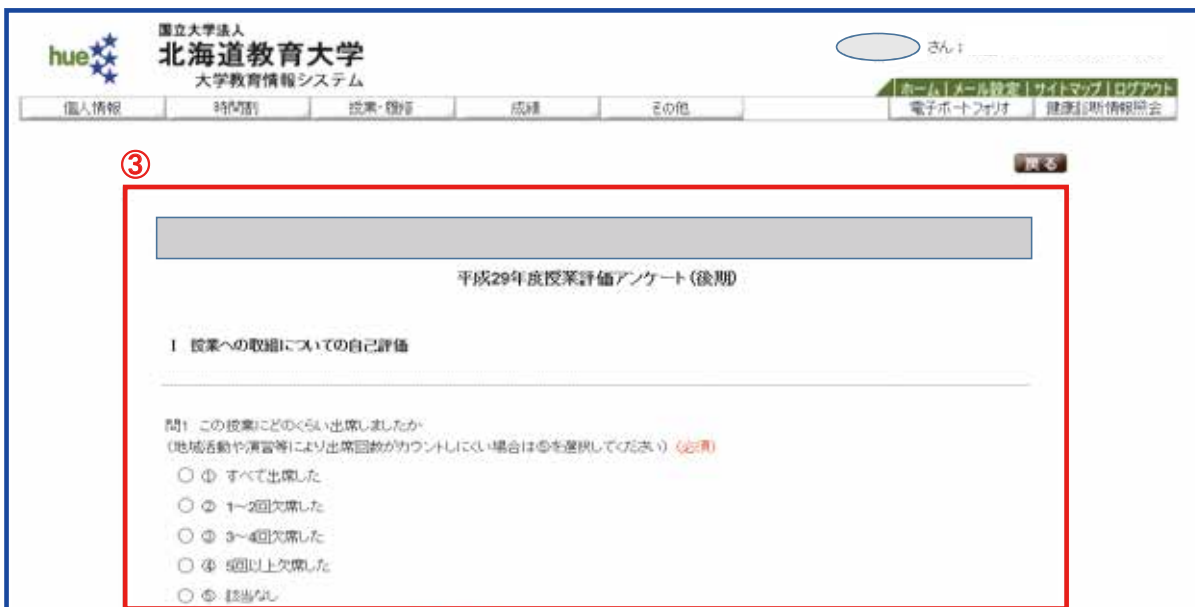 hue
国立大学法人
北海道教育大学
大学教育情報システム
さん：
ホーム | メール設定 | サイトマップ | ログアウト
個人情報
時間割
授業・履修
成績
その他
電子ポートフォリオ
健康診断情報照会
③
戻る
平成29年度授業評価アンケート（後期）
I 授業への取組についての自己評価
問1 この授業にどのくらい出席しましたか
（地域活動や演習等により出席回数がカウントしにくい場合は⑤を選択してください）（必須）
① すべて出席した
② 1～2回欠席した
③ 3～4回欠席した
④ 5回以上欠席した
⑤ 該当なし